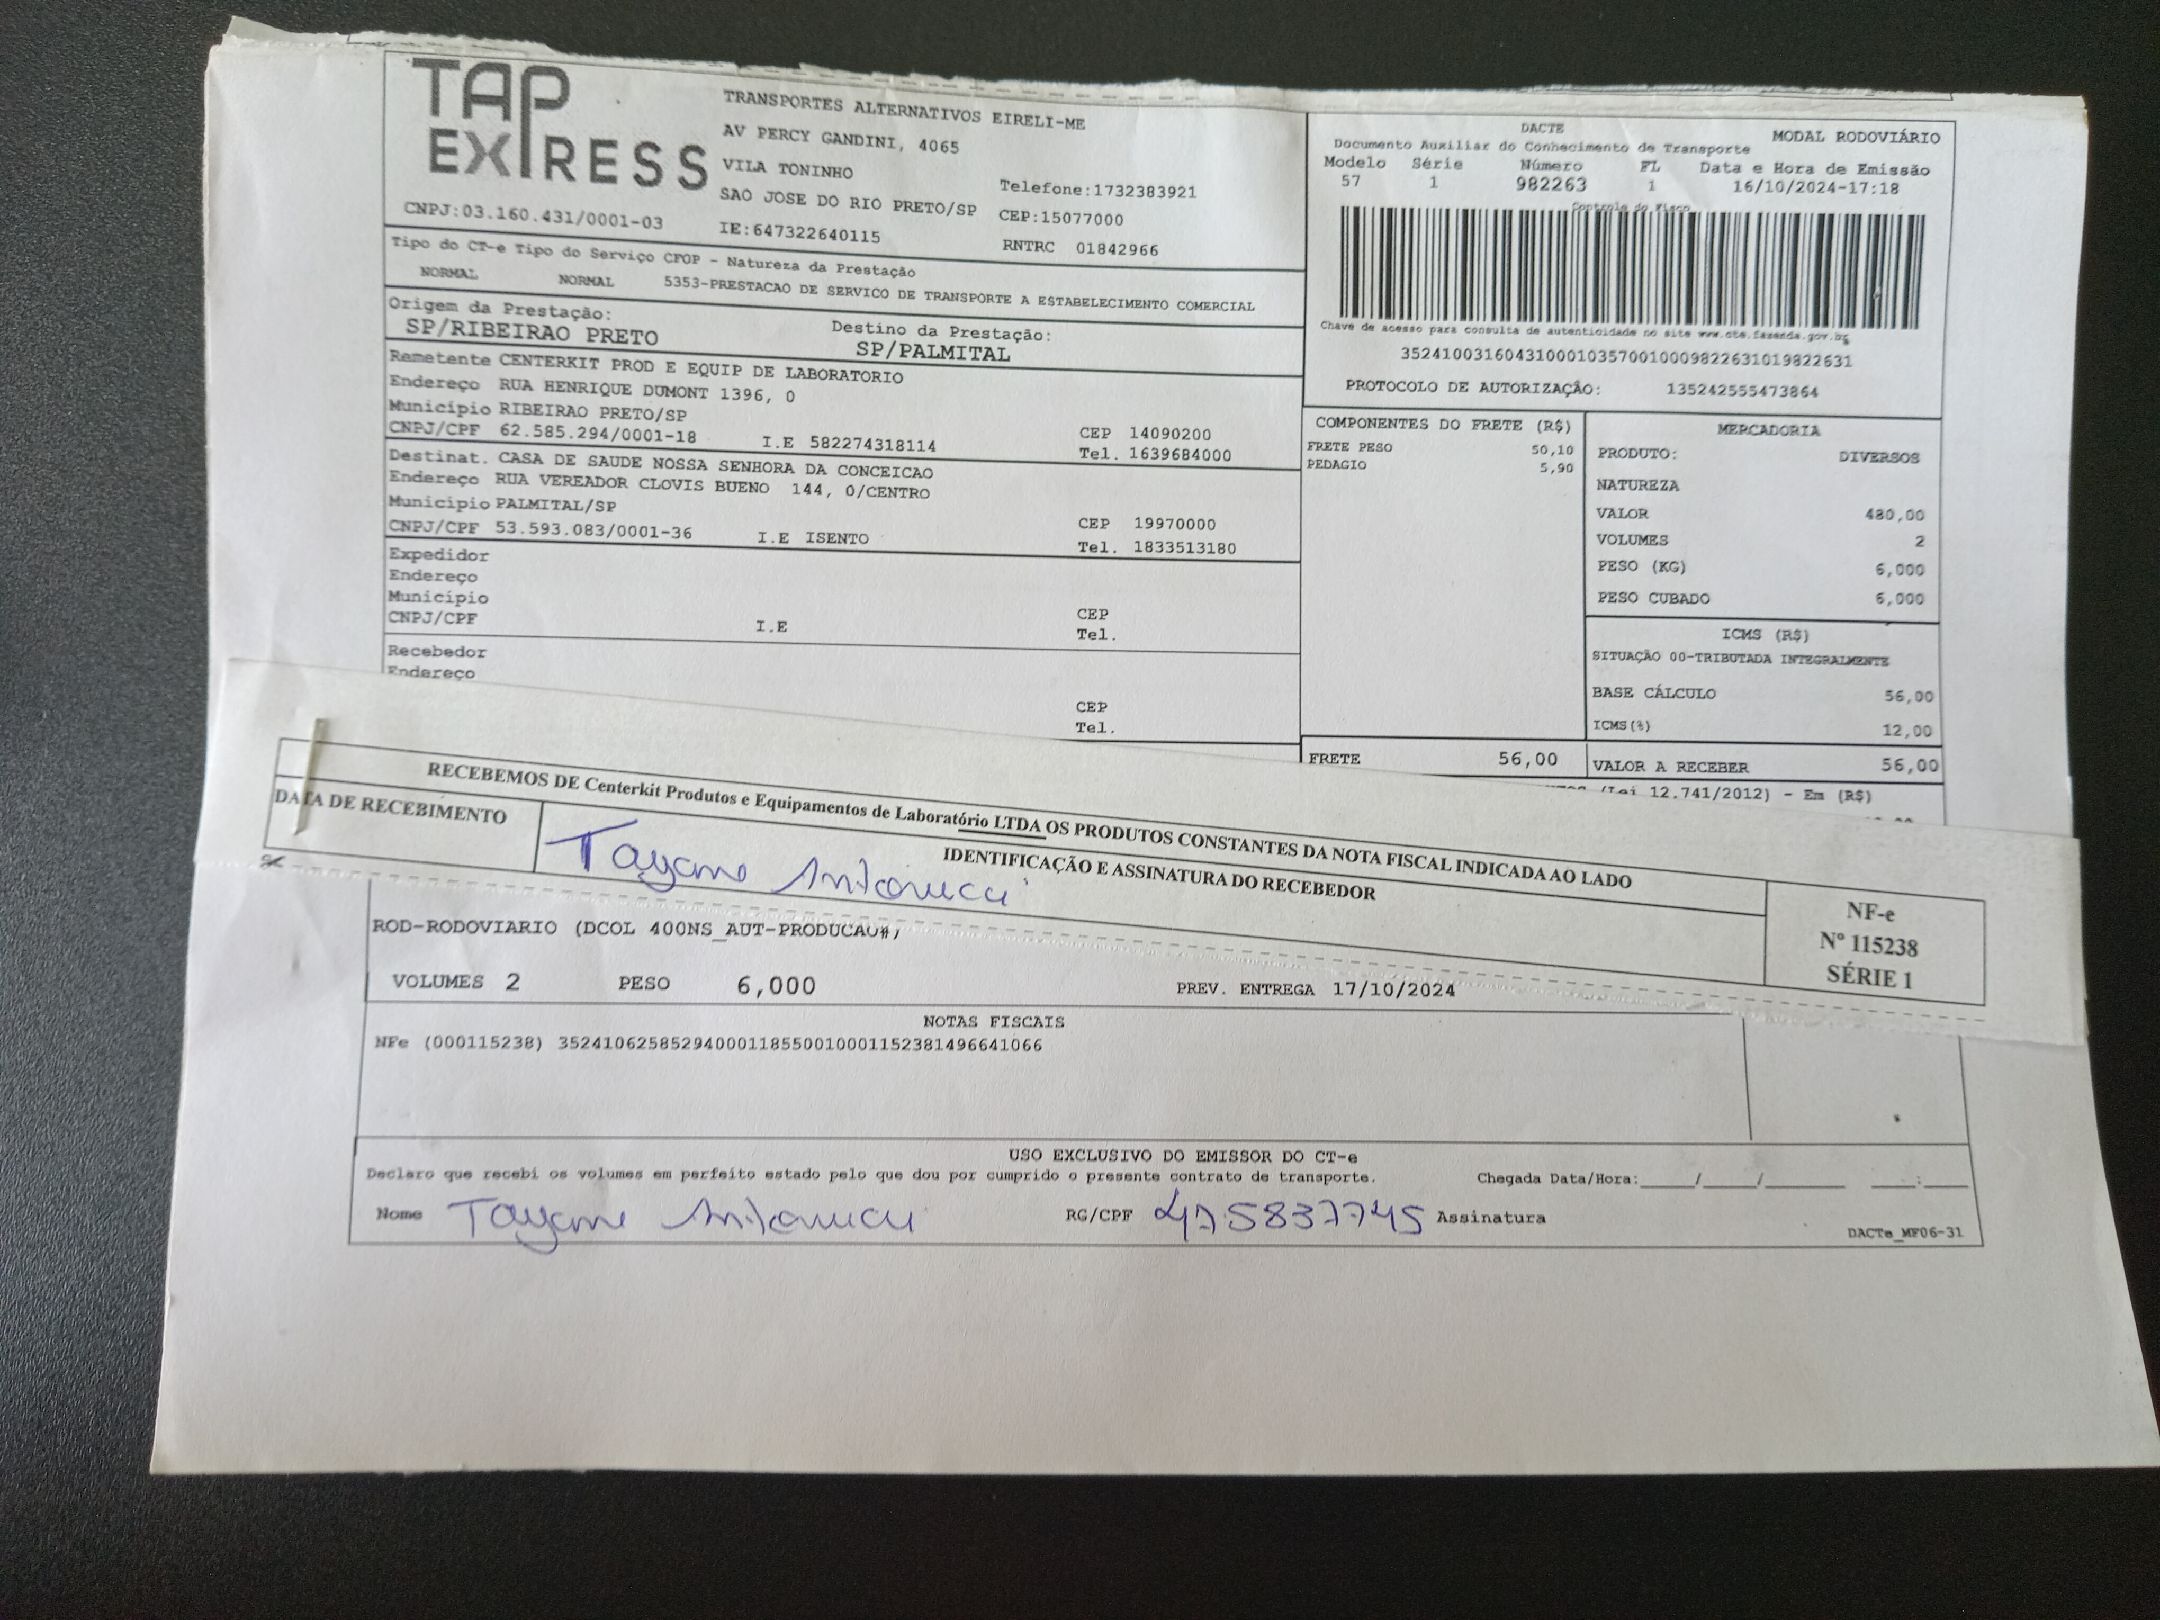 TAP EXPRESS
TRANSPORTES ALTERNATIVOS EIRELI-ME
AV PERCY GANDINI, 4065
VILA TONINHO
SAO JOSE DO RIO PRETO/SP
Telefone:1732383921
CEP:15077000
CNPJ:03.160.431/0001-03
IE:647322640115
RNTRC 01842966
DACTE
MODAL RODOVIÁRIO
Documento Auxiliar do Conhecimento de Transporte
Modelo Série Número FL Data e Hora de Emissão
57 1 982263 1 16/10/2024-17:18
Controle do Fisco
Chave de acesso para consulta de autenticidade no site www.cte.fazenda.gov.br
35241003160431000103570010009822631019822631
PROTOCOLO DE AUTORIZAÇÃO: 135242555473864
Tipo do CT-e Tipo do Serviço CFOP - Natureza da Prestação
NORMAL NORMAL 5353-PRESTACAO DE SERVICO DE TRANSPORTE A ESTABELECIMENTO COMERCIAL
Origem da Prestação:
SP/RIBEIRAO PRETO
Destino da Prestação:
SP/PALMITAL
Remetente CENTERKIT PROD E EQUIP DE LABORATORIO
Endereço RUA HENRIQUE DUMONT 1396, 0
Município RIBEIRAO PRETO/SP CEP 14090200
CNPJ/CPF 62.585.294/0001-18 I.E 582274318114 Tel. 1639684000
Destinat. CASA DE SAUDE NOSSA SENHORA DA CONCEICAO
Endereço RUA VEREADOR CLOVIS BUENO 144, 0/CENTRO
Município PALMITAL/SP CEP 19970000
CNPJ/CPF 53.593.083/0001-36 I.E ISENTO Tel. 1833513180
Expedidor
Endereço
Município CEP
CNPJ/CPF I.E Tel.
Recebedor
Endereço
CEP
Tel.
COMPONENTES DO FRETE (R$)
FRETE PESO 50,10
PEDAGIO 5,90
MERCADORIA
PRODUTO: DIVERSOS
NATUREZA
VALOR 480,00
VOLUMES 2
PESO (KG) 6,000
PESO CUBADO 6,000
ICMS (R$)
SITUAÇÃO 00-TRIBUTADA INTEGRALMENTE
BASE CÁLCULO 56,00
ICMS(%) 12,00
FRETE 56,00 VALOR A RECEBER 56,00
(Lei 12.741/2012) - Em (R$)
RECEBEMOS DE Centerkit Produtos e Equipamentos de Laboratório LTDA OS PRODUTOS CONSTANTES DA NOTA FISCAL INDICADA AO LADO
DATA DE RECEBIMENTO
IDENTIFICAÇÃO E ASSINATURA DO RECEBEDOR
Tayane Antonucci
NF-e
Nº 115238
SÉRIE 1
ROD-RODOVIARIO (DCOL 400NS_AUT-PRODUCAO#)
VOLUMES 2 PESO 6,000 PREV. ENTREGA 17/10/2024
NOTAS FISCAIS
NFe (000115238) 35241062585294000118550010001152381496641066
USO EXCLUSIVO DO EMISSOR DO CT-e
Declaro que recebi os volumes em perfeito estado pelo que dou por cumprido o presente contrato de transporte. Chegada Data/Hora:____/____/______ ___:___
Nome Tayane Antonucci RG/CPF 475837745 Assinatura
DACTe_MF06-31